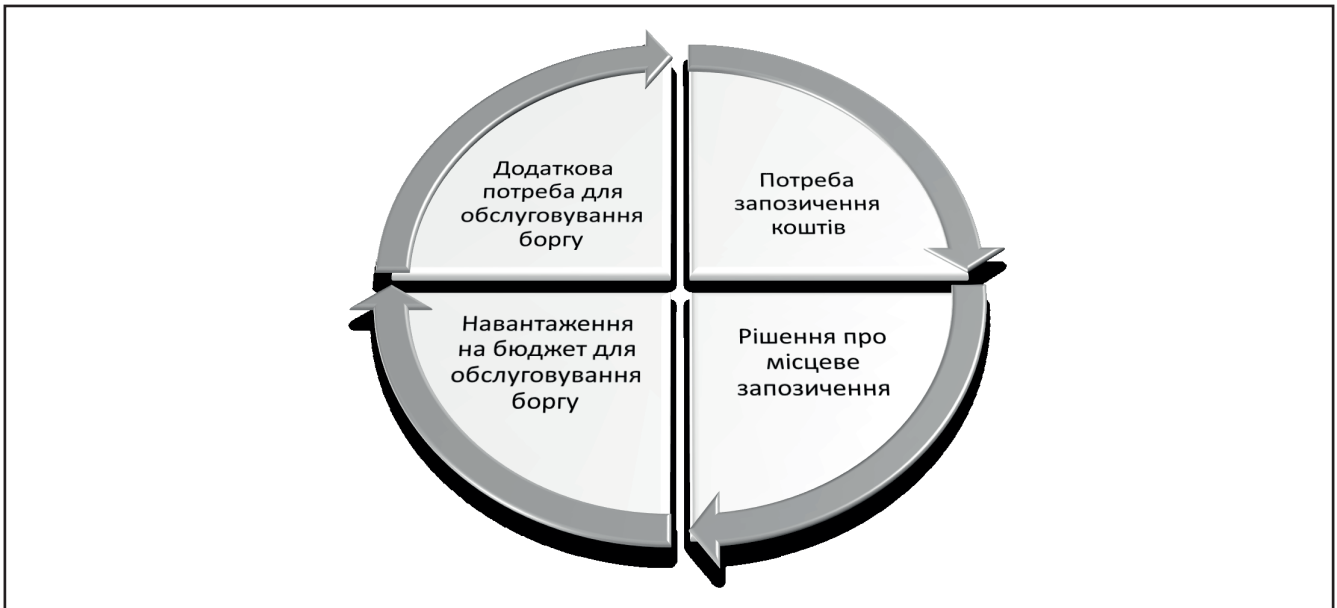 Додаткова
потреба для
обслуговування
боргу
Потреба
запозичення
коштів
Рішення про
місцеве
запозичення
Навантаження
на бюджет для
обслуговування
боргу